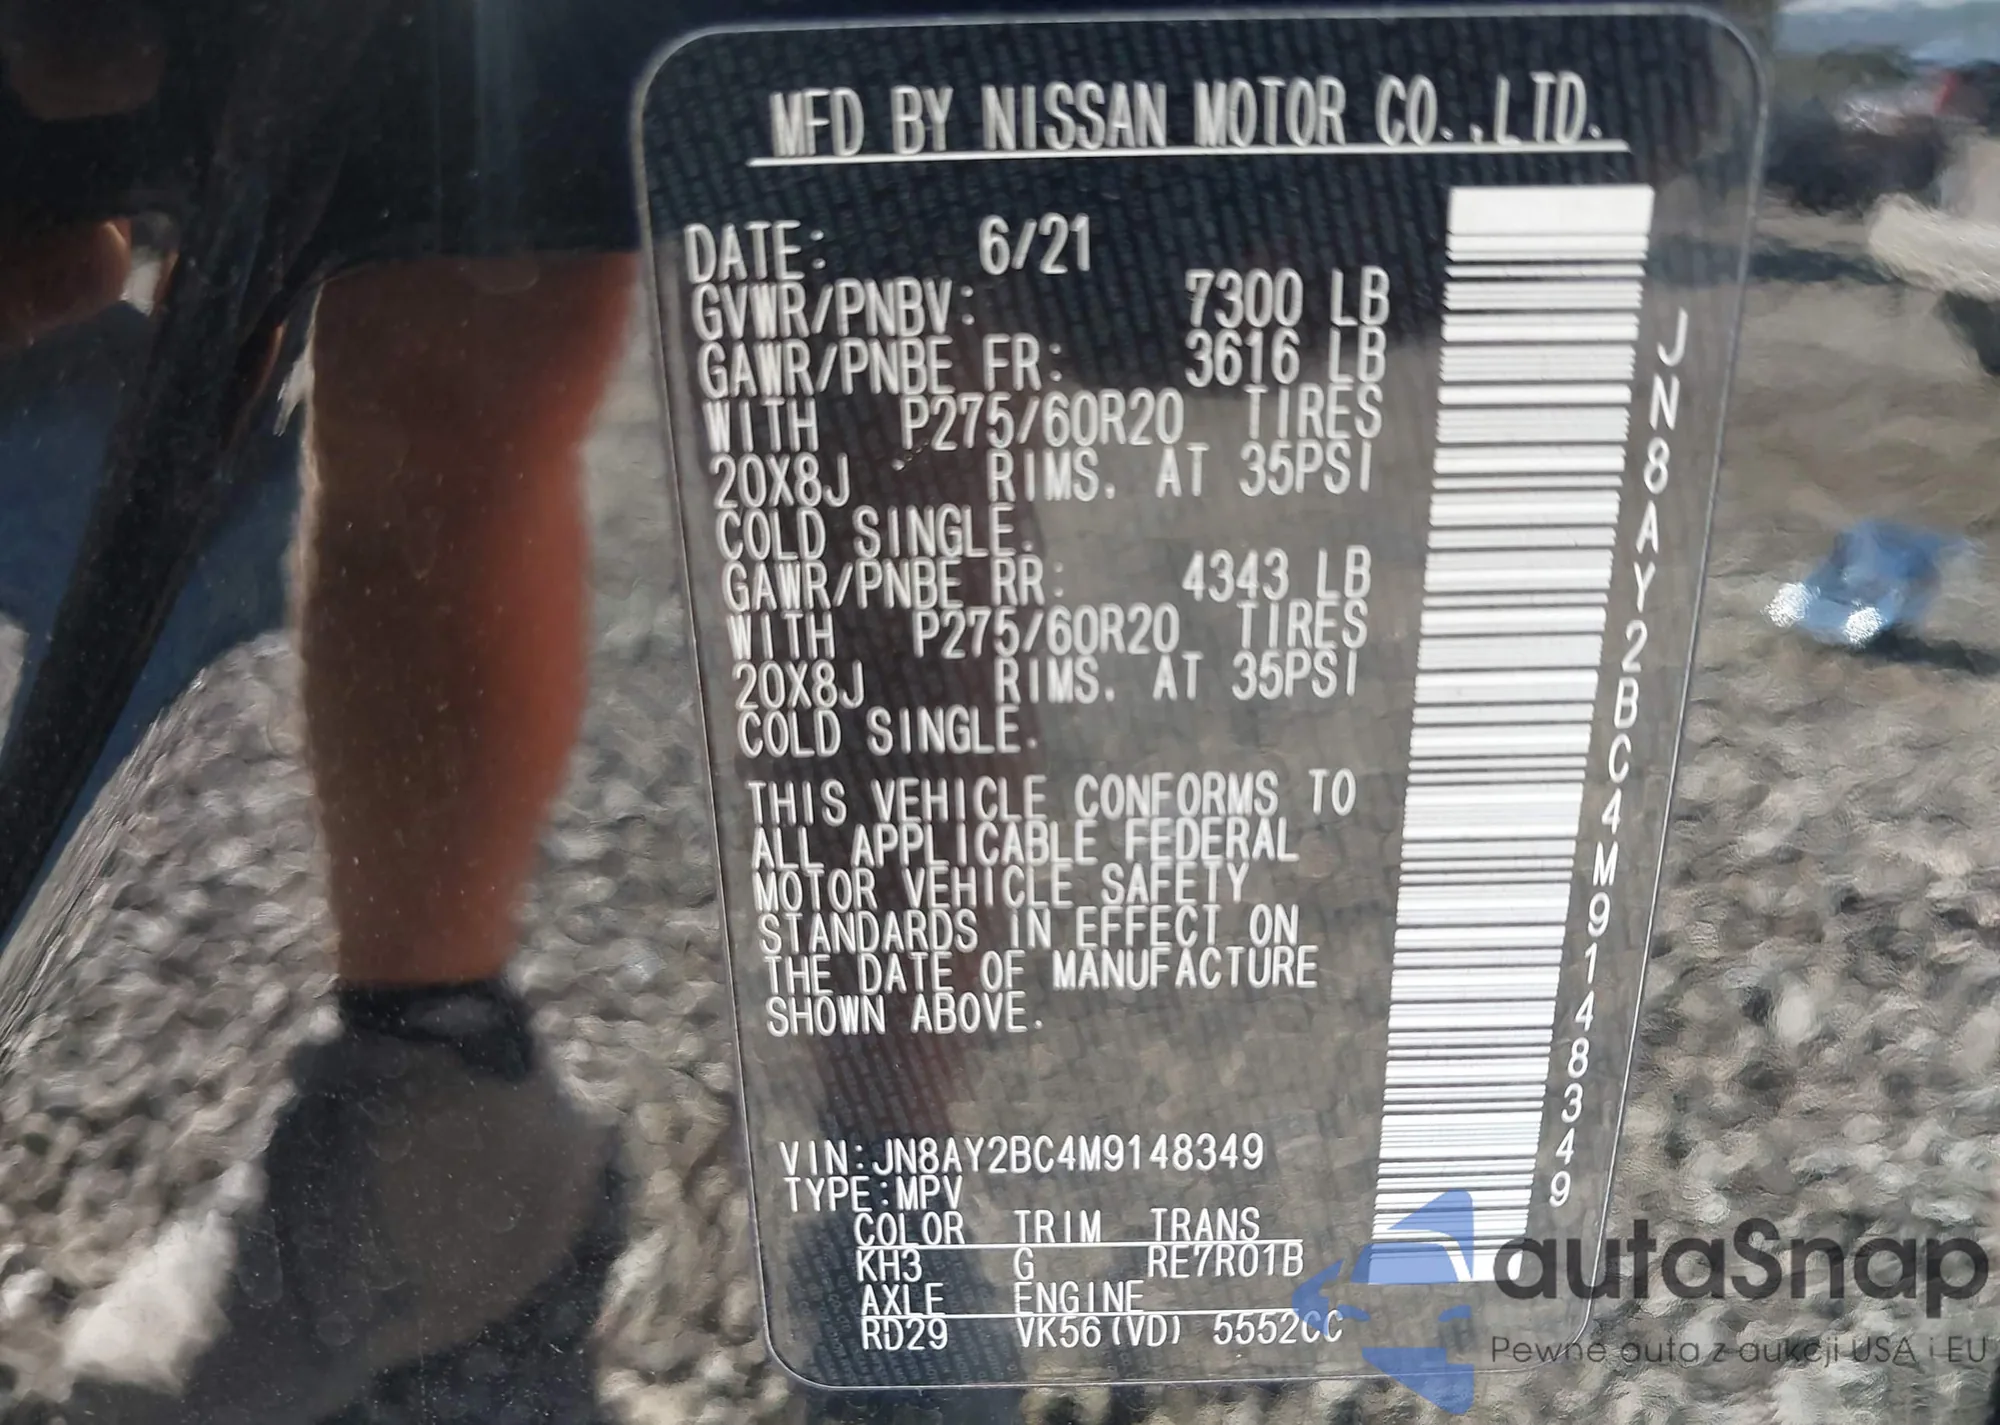 MFD BY NISSAN MOTOR CO.,LTD.
DATE: 6/21
GVWR/PNBV: 7300 LB
GAWR/PNBE FR: 3616 LB
WITH P275/60R20 TIRES
20X8J RIMS. AT 35PSI
COLD SINGLE.
GAWR/PNBE RR: 4343 LB
WITH P275/60R20 TIRES
20X8J RIMS. AT 35PSI
COLD SINGLE.
THIS VEHICLE CONFORMS TO
ALL APPLICABLE FEDERAL
MOTOR VEHICLE SAFETY
STANDARDS IN EFFECT ON
THE DATE OF MANUFACTURE
SHOWN ABOVE.
VIN:JN8AY2BC4M9148349
TYPE:MPV
COLOR TRIM TRANS
KH3 G RE7R01B
AXLE ENGINE
RD29 VK56(VD) 5552CC
JN8AY2BC4M9148349
autaSnap
Pewne auta z aukcji USA i EU